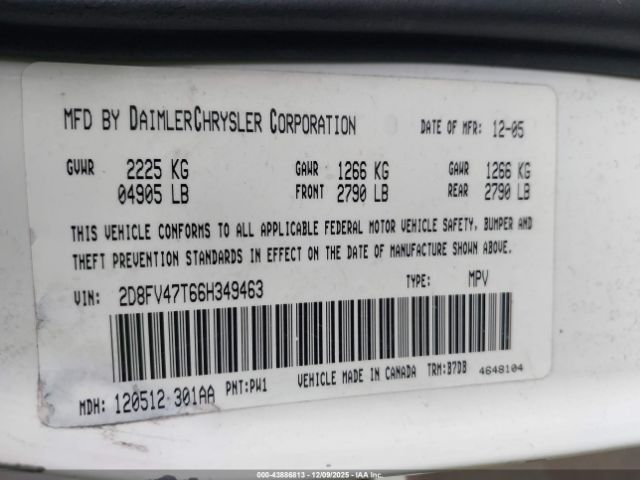 MFD BY DAIMLERCHRYSLER CORPORATION DATE OF MFR: 12-05
GVWR 2225 KG GAWR 1266 KG GAWR 1266 KG
04905 LB FRONT 2790 LB REAR 2790 LB
THIS VEHICLE CONFORMS TO ALL APPLICABLE FEDERAL MOTOR VEHICLE SAFETY, BUMPER AND
THEFT PREVENTION STANDARDS IN EFFECT ON THE DATE OF MANUFACTURE SHOWN ABOVE.
VIN: 2D8FV47T66H349463 TYPE: MPV
MDH: 120512 301AA PNT:PW1 VEHICLE MADE IN CANADA TRM:B7DB 4648104
000-43886813 - 12/09/2025 - IAAI.COM